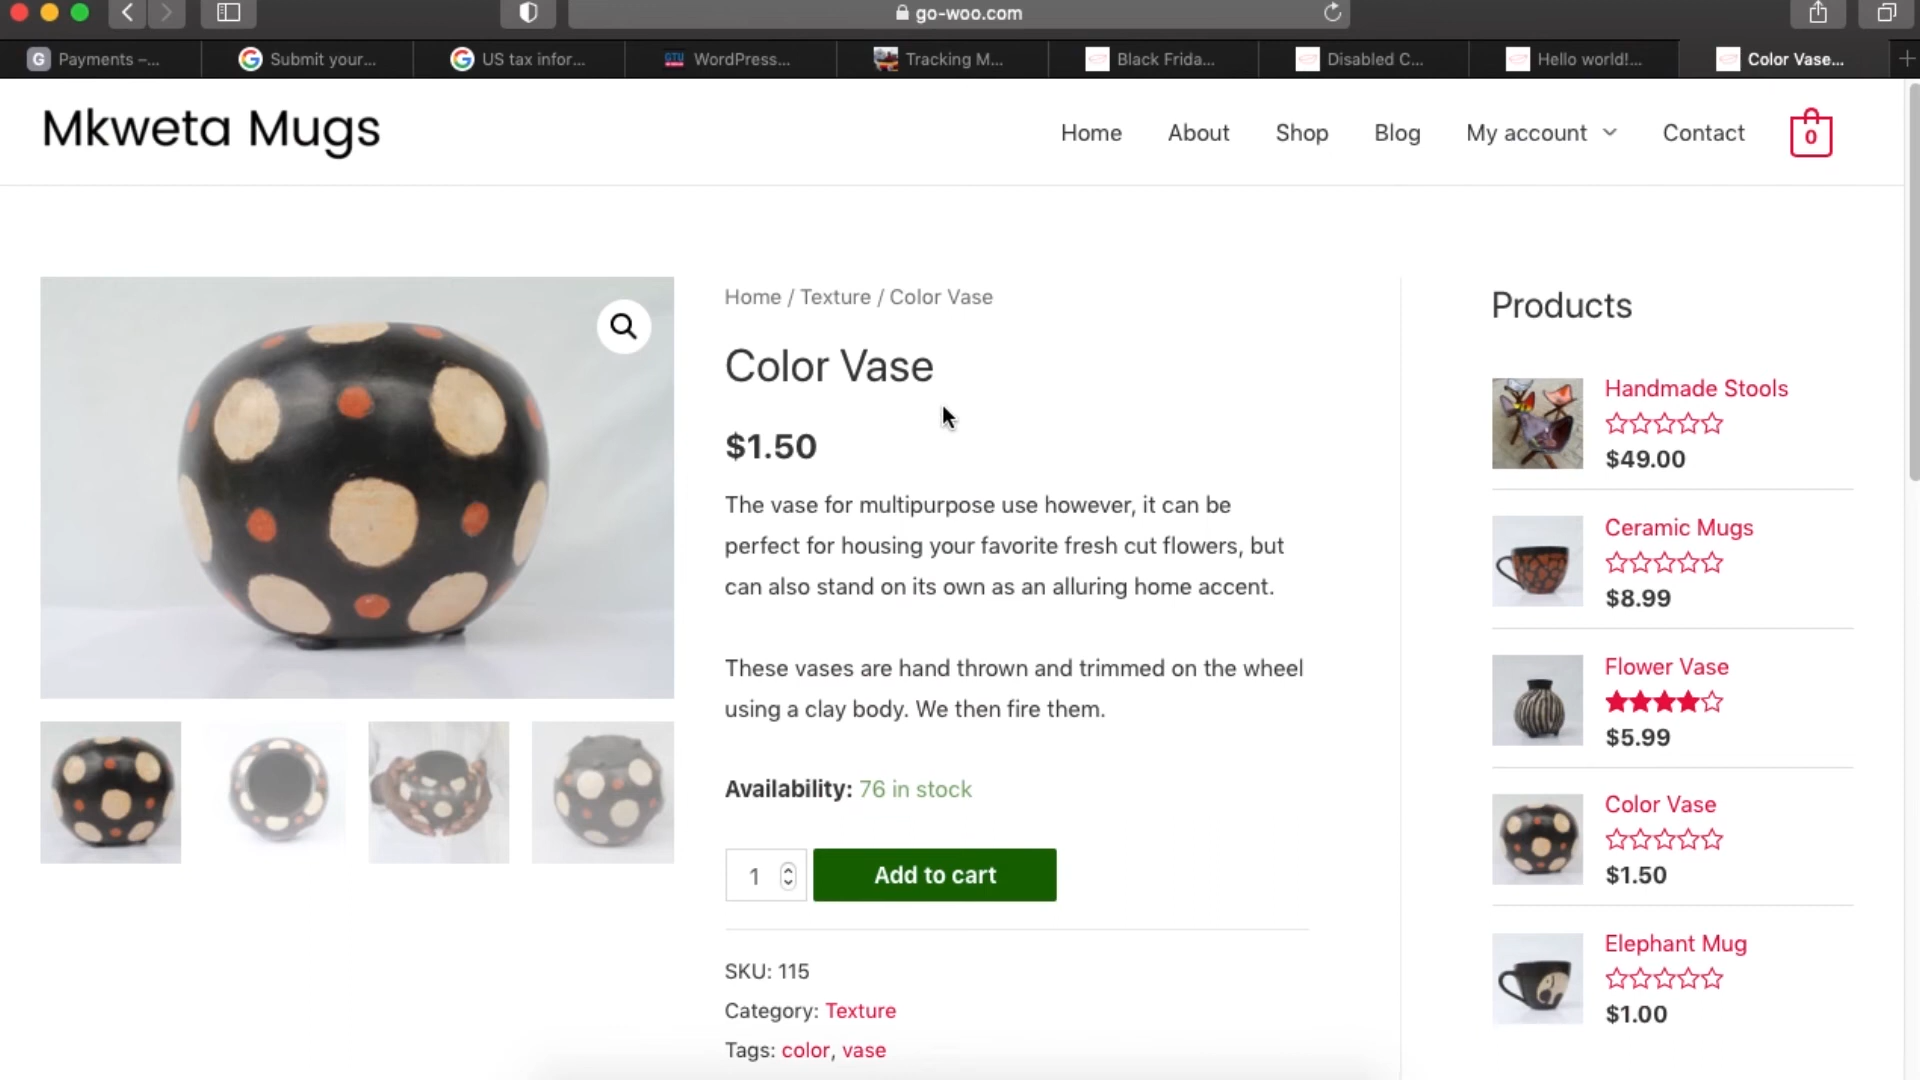 go-woo.com
Payments –...
Submit your...
US tax infor...
WordPress...
Tracking M...
Black Frida...
Disabled C...
Hello world!...
Color Vase...
Mkweta Mugs
Home
About
Shop
Blog
My account
Contact
0
Home / Texture / Color Vase
Color Vase
$1.50
The vase for multipurpose use however, it can be
perfect for housing your favorite fresh cut flowers, but
can also stand on its own as an alluring home accent.
These vases are hand thrown and trimmed on the wheel
using a clay body. We then fire them.
Availability: 76 in stock
1
Add to cart
SKU: 115
Category: Texture
Tags: color, vase
Products
Handmade Stools
$49.00
Ceramic Mugs
$8.99
Flower Vase
$5.99
Color Vase
$1.50
Elephant Mug
$1.00